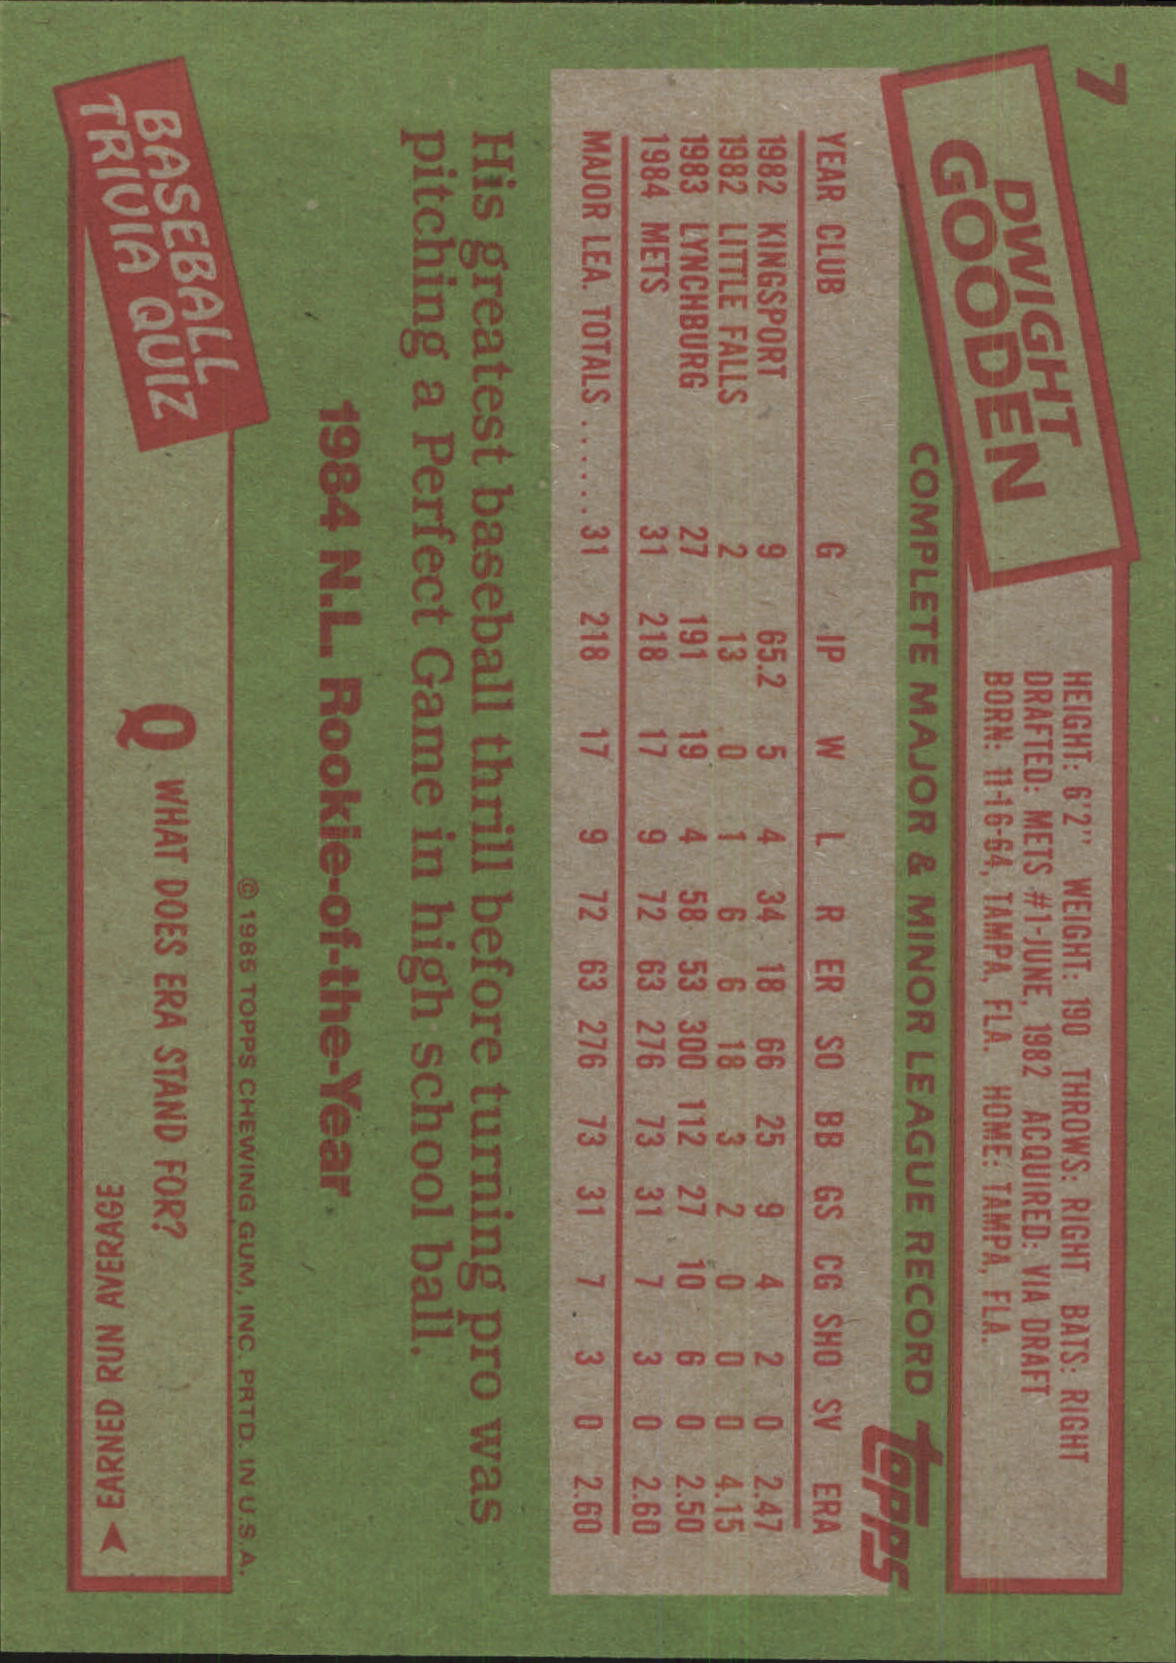 7
DWIGHT
GOODEN
HEIGHT: 6'2" WEIGHT: 190 THROWS: RIGHT BATS: RIGHT
DRAFTED: METS #1-JUNE, 1982 ACQUIRED: VIA DRAFT
BORN: 11-16-64, TAMPA, FLA. HOME: TAMPA, FLA.
COMPLETE MAJOR & MINOR LEAGUE RECORD topps
YEAR CLUB G IP W L R ER SO BB GS CG SHO SV ERA
1982 KINGSPORT 9 65.2 5 4 34 18 66 25 9 4 2 0 2.47
1982 LITTLE FALLS 2 13 0 1 6 6 18 3 2 0 0 0 4.15
1983 LYNCHBURG 27 191 19 4 58 53 300 112 27 10 6 0 2.50
1984 METS 31 218 17 9 72 63 276 73 31 7 3 0 2.60
MAJOR LEA. TOTALS ...... 31 218 17 9 72 63 276 73 31 7 3 0 2.60
His greatest baseball thrill before turning pro was
pitching a Perfect Game in high school ball.
1984 N.L. Rookie-of-the-Year
© 1985 TOPPS CHEWING GUM, INC. PRTD. IN U.S.A.
BASEBALL
TRIVIA QUIZ
Q WHAT DOES ERA STAND FOR?
EARNED RUN AVERAGE